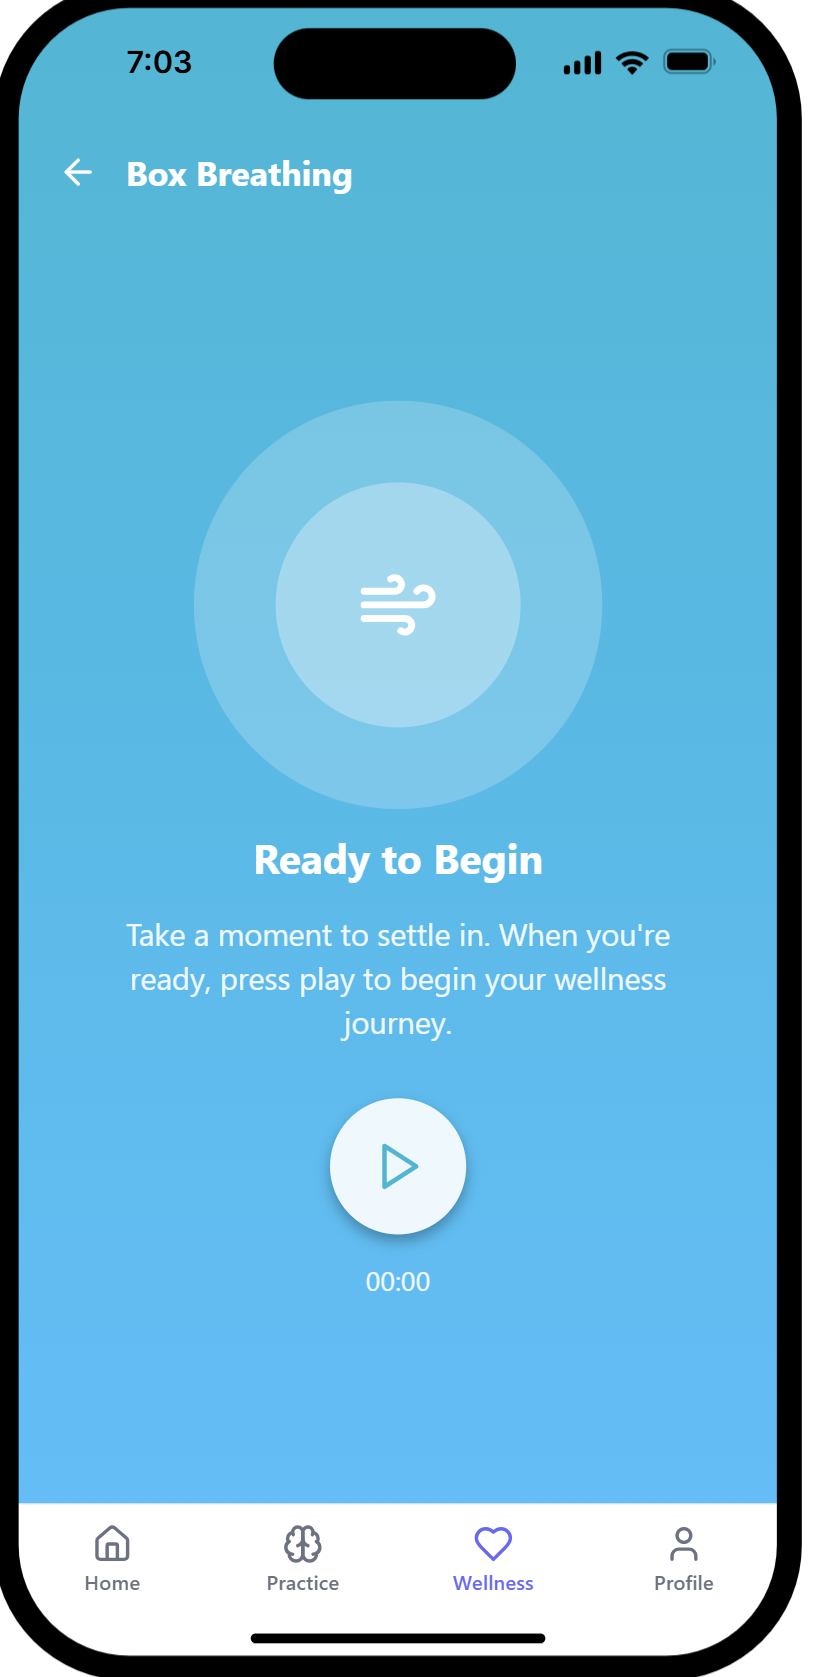 7:03
Box Breathing
Ready to Begin
Take a moment to settle in. When you're
ready, press play to begin your wellness
journey.
00:00
Home Practice Wellness Profile